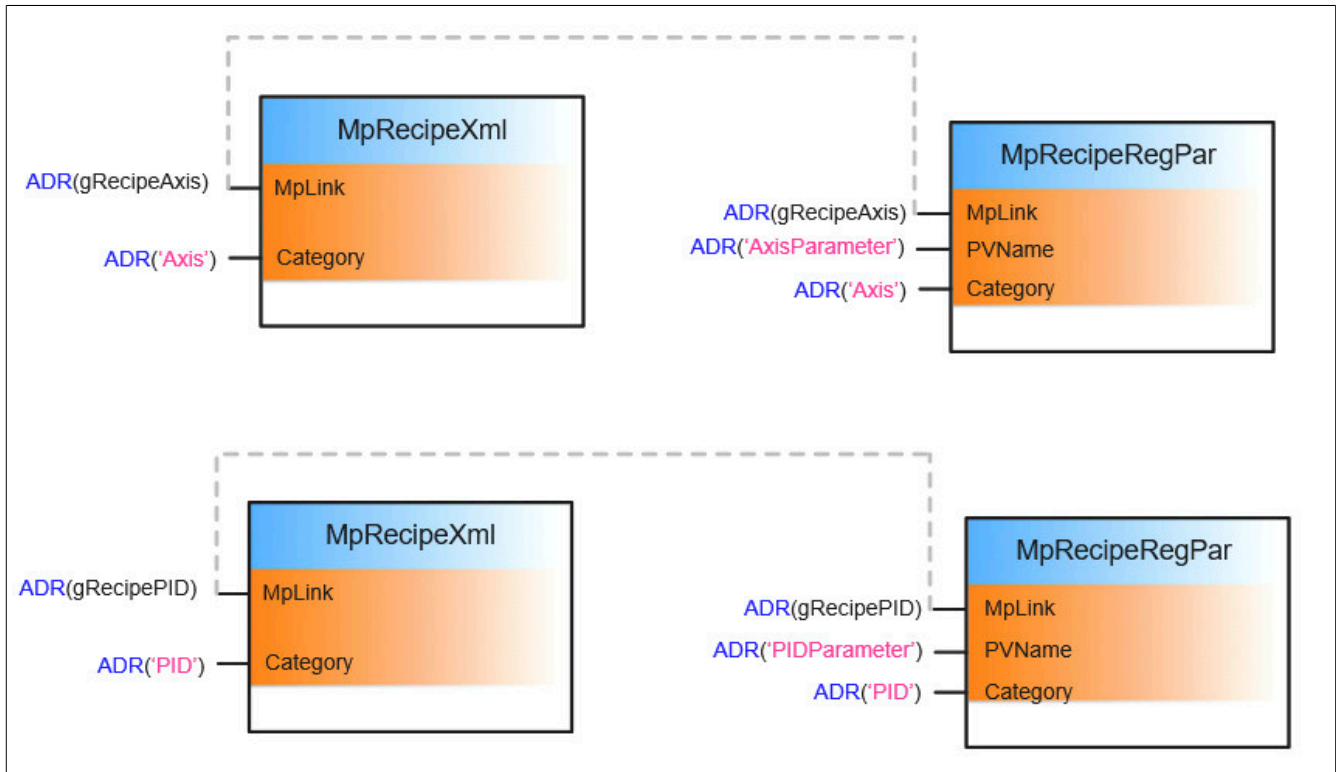 MpRecipeXml
ADR(gRecipeAxis)
MpLink
ADR(‘Axis’)
Category
MpRecipeRegPar
ADR(gRecipeAxis)
MpLink
ADR(‘AxisParameter’)
PVName
ADR(‘Axis’)
Category
MpRecipeXml
ADR(gRecipePID)
MpLink
ADR(‘PID’)
Category
MpRecipeRegPar
ADR(gRecipePID)
MpLink
ADR(‘PIDParameter’)
PVName
ADR(‘PID’)
Category